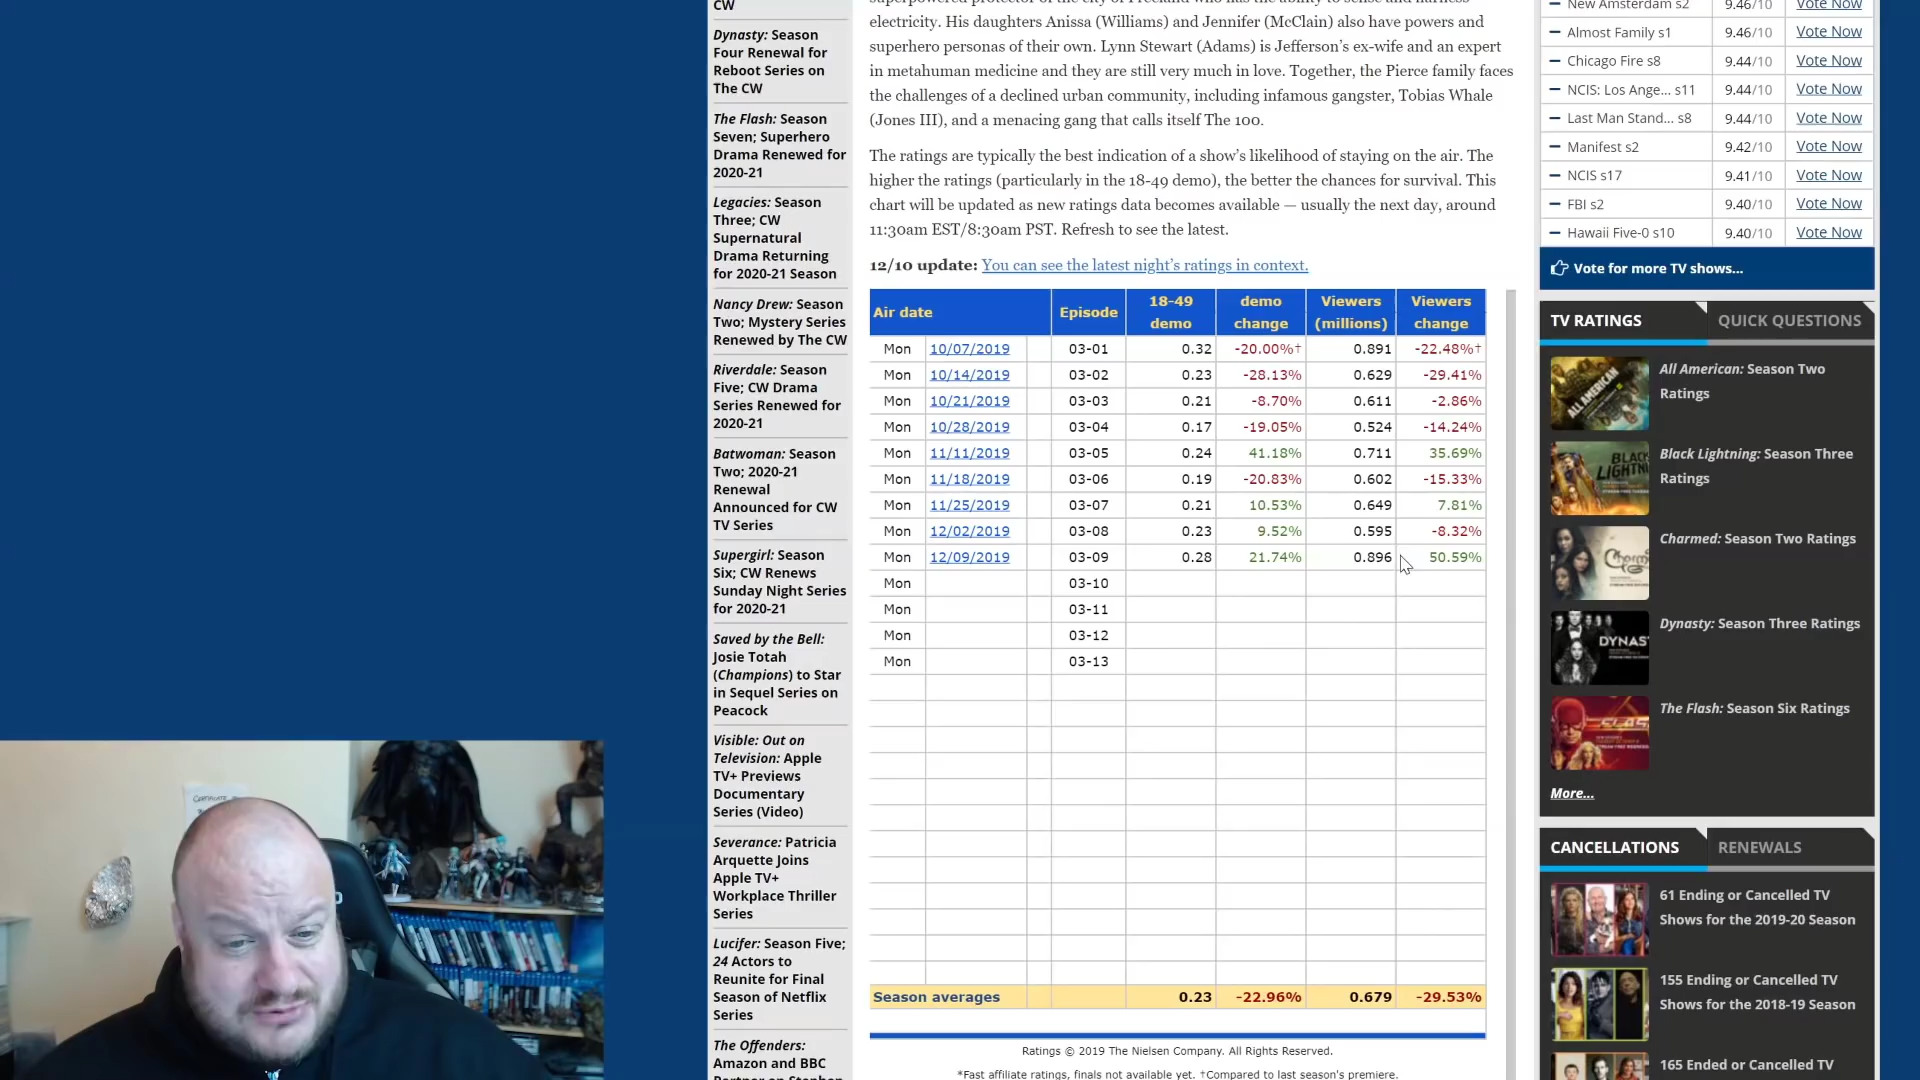 CW
Dynasty: Season
Four Renewal for
Reboot Series on
The CW
The Flash: Season
Seven; Superhero
Drama Renewed for
2020-21
Legacies: Season
Three; CW
Supernatural
Drama Returning
for 2020-21 Season
Nancy Drew: Season
Two; Mystery Series
Renewed by The CW
Riverdale: Season
Five; CW Drama
Series Renewed for
2020-21
Batwoman: Season
Two; 2020-21
Renewal
Announced for CW
TV Series
Supergirl: Season
Six; CW Renews
Sunday Night Series
for 2020-21
Saved by the Bell:
Josie Totah
(Champions) to Star
in Sequel Series on
Peacock
Visible: Out on
Television: Apple
TV+ Previews
Documentary
Series (Video)
Severance: Patricia
Arquette Joins
Apple TV+
Workplace Thriller
Series
Lucifer: Season Five;
24 Actors to
Reunite for Final
Season of Netflix
Series
The Offenders:
Amazon and BBC
electricity. His daughters Anissa (Williams) and Jennifer (McClain) also have powers and
superhero personas of their own. Lynn Stewart (Adams) is Jefferson's ex-wife and an expert
in metahuman medicine and they are still very much in love. Together, the Pierce family faces
the challenges of a declined urban community, including infamous gangster, Tobias Whale
(Jones III), and a menacing gang that calls itself The 100.
The ratings are typically the best indication of a show's likelihood of staying on the air. The
higher the ratings (particularly in the 18-49 demo), the better the chances for survival. This
chart will be updated as new ratings data becomes available — usually the next day, around
11:30am EST/8:30am PST. Refresh to see the latest.
12/10 update: You can see the latest night's ratings in context.
Air date Episode 18-49 demo demo change Viewers (millions) Viewers change
Mon 10/07/2019 03-01 0.32 -20.00%† 0.891 -22.48%†
Mon 10/14/2019 03-02 0.23 -28.13% 0.629 -29.41%
Mon 10/21/2019 03-03 0.21 -8.70% 0.611 -2.86%
Mon 10/28/2019 03-04 0.17 -19.05% 0.524 -14.24%
Mon 11/11/2019 03-05 0.24 41.18% 0.711 35.69%
Mon 11/18/2019 03-06 0.19 -20.83% 0.602 -15.33%
Mon 11/25/2019 03-07 0.21 10.53% 0.649 7.81%
Mon 12/02/2019 03-08 0.23 9.52% 0.595 -8.32%
Mon 12/09/2019 03-09 0.28 21.74% 0.896 50.59%
Mon 03-10
Mon 03-11
Mon 03-12
Mon 03-13
Season averages 0.23 -22.96% 0.679 -29.53%
Ratings © 2019 The Nielsen Company. All Rights Reserved.
*Fast affiliate ratings, finals not available yet. †Compared to last season's premiere.
New Amsterdam s2 9.46/10 Vote Now
Almost Family s1 9.46/10 Vote Now
Chicago Fire s8 9.44/10 Vote Now
NCIS: Los Ange... s11 9.44/10 Vote Now
Last Man Stand... s8 9.44/10 Vote Now
Manifest s2 9.42/10 Vote Now
NCIS s17 9.41/10 Vote Now
FBI s2 9.40/10 Vote Now
Hawaii Five-0 s10 9.40/10 Vote Now
Vote for more TV shows...
TV RATINGS QUICK QUESTIONS
ALL AMERICAN
All American: Season Two
Ratings
Black Lightning: Season Three
Ratings
Charmed: Season Two Ratings
DYNAS
Dynasty: Season Three Ratings
The Flash: Season Six Ratings
More...
CANCELLATIONS RENEWALS
61 Ending or Cancelled TV
Shows for the 2019-20 Season
155 Ending or Cancelled TV
Shows for the 2018-19 Season
165 Ended or Cancelled TV